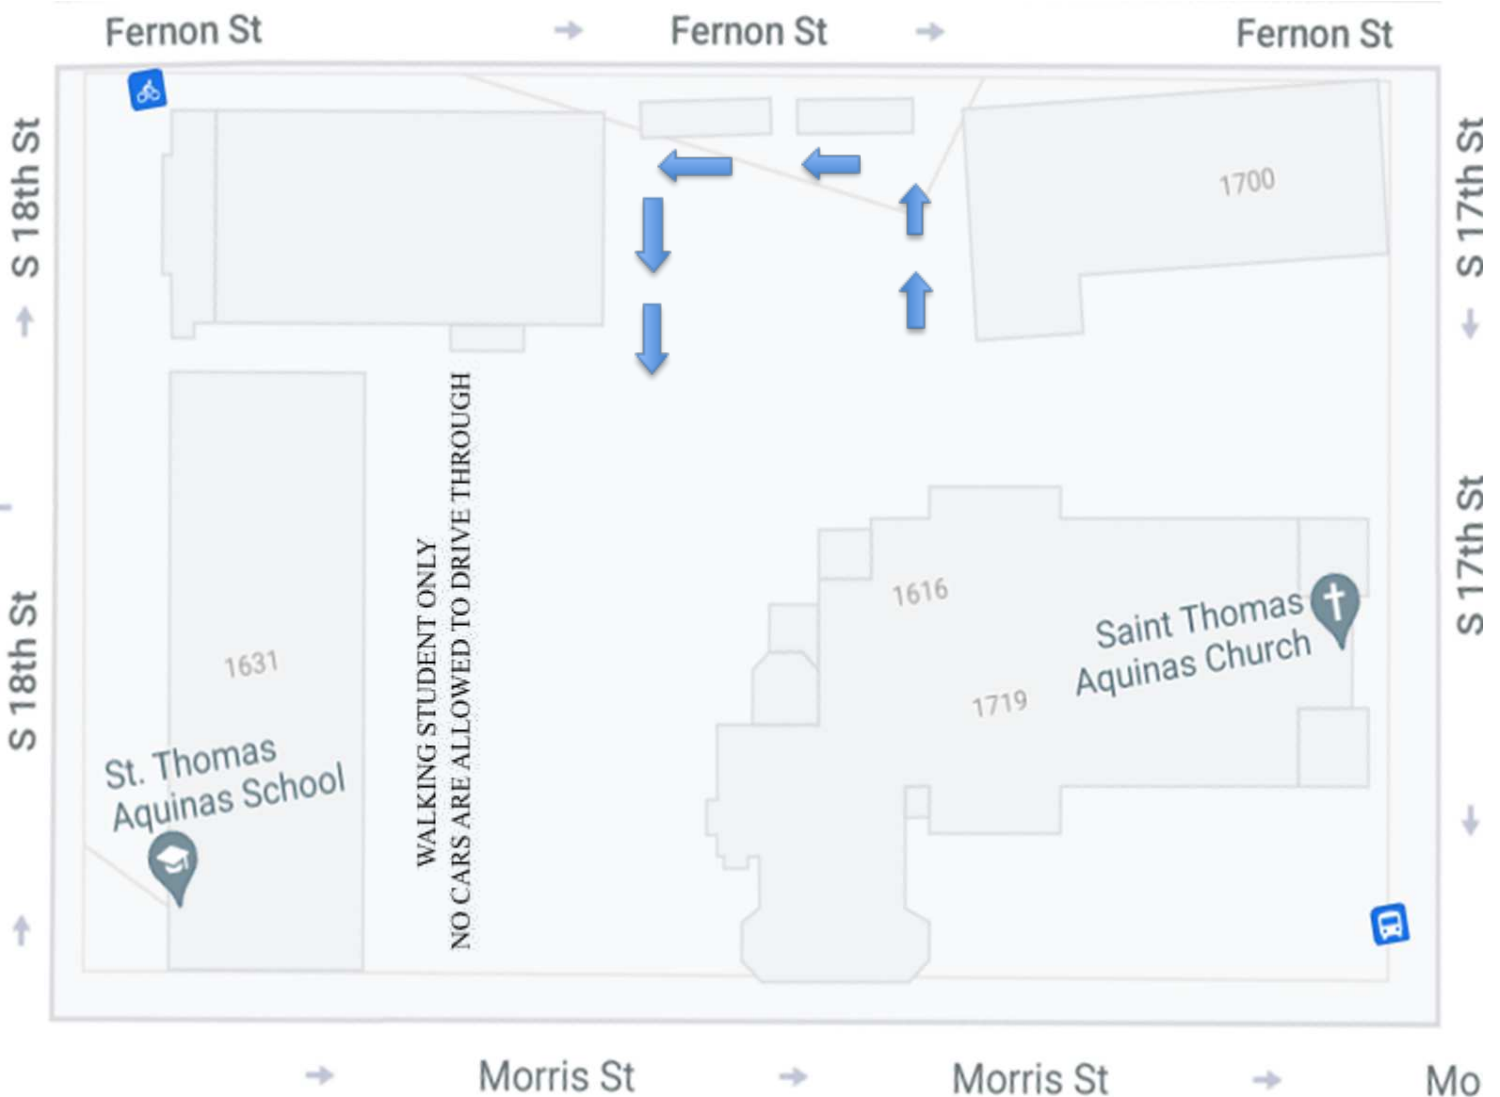 Fernon St
Fernon St
Fernon St
S 18th St
S 17th St
1700
WALKING STUDENT ONLY
NO CARS ARE ALLOWED TO DRIVE THROUGH
S 17th St
1616
Saint Thomas
Aquinas Church
S 18th St
1631
1719
St. Thomas
Aquinas School
Morris St
Morris St
Mo